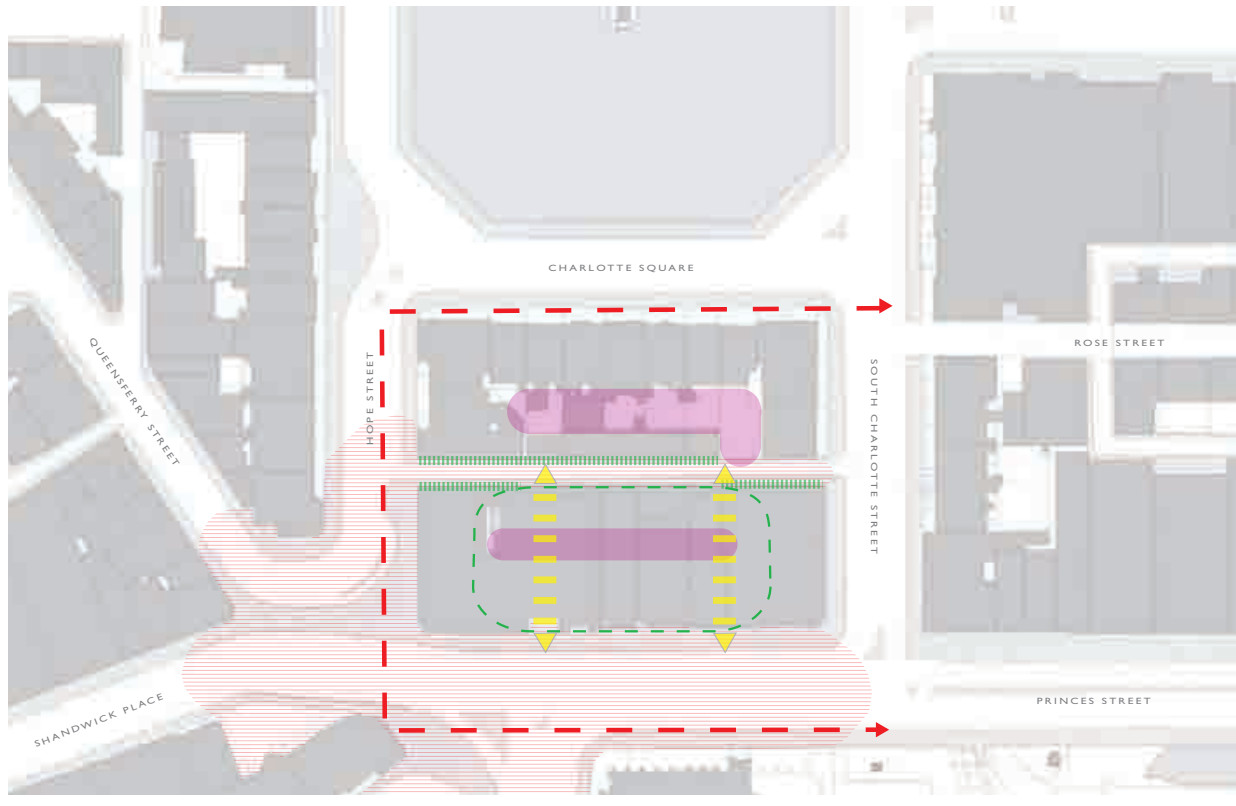 CHARLOTTE SQUARE
ROSE STREET
QUEENSFERRY STREET
HOPE STREET
SOUTH CHARLOTTE STREET
SHANDWICK PLACE
PRINCES STREET